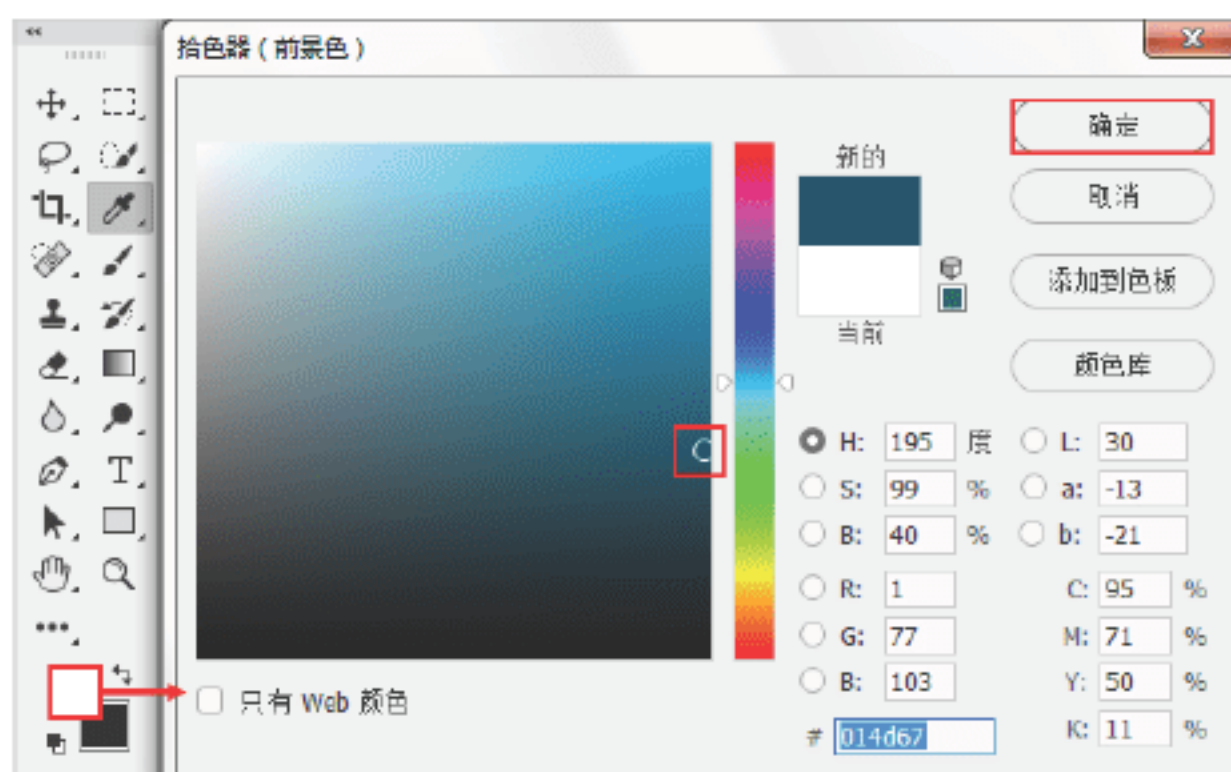 拾色器（前景色）
确定
新的
取消
添加到色板
当前
颜色库
H: 195 度 L: 30
S: 99 % a: -13
B: 40 % b: -21
R: 1 C: 95 %
G: 77 M: 71 %
B: 103 Y: 50 %
# 014d67 K: 11 %
只有 Web 颜色
T